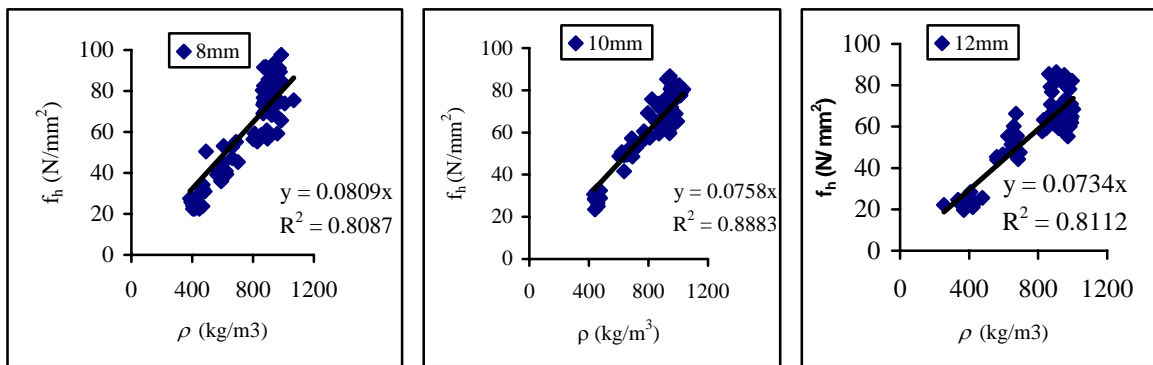 8mm
100
80
60
40
20
0
f_h (N/mm²)
y = 0.0809x
R² = 0.8087
0 400 800 1200
ρ (kg/m3)
10mm
100
80
60
40
20
0
f_h (N/mm²)
y = 0.0758x
R² = 0.8883
0 400 800 1200
ρ (kg/m³)
12mm
100
80
60
40
20
0
f_h (N/mm²)
y = 0.0734x
R² = 0.8112
0 400 800 1200
ρ (kg/m3)